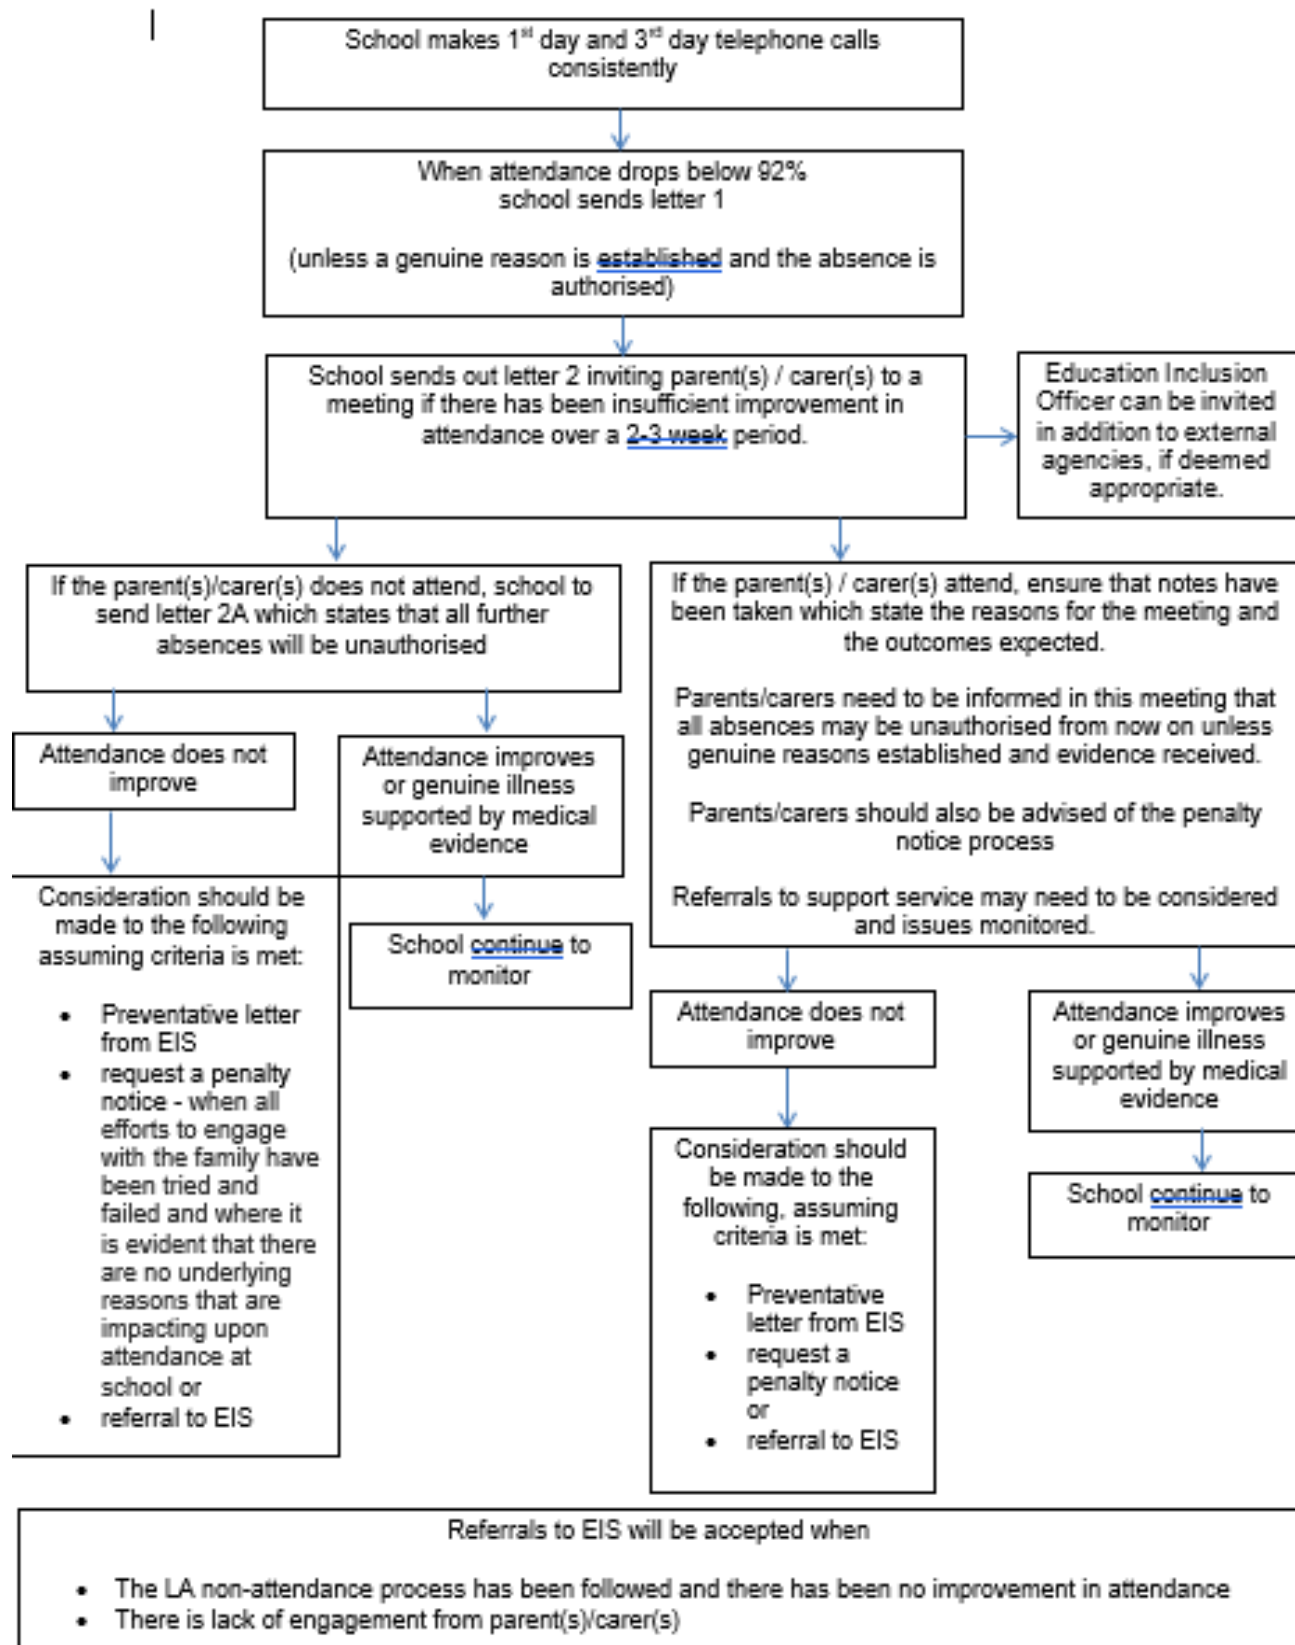 School makes 1st day and 3rd day telephone calls
consistently
When attendance drops below 92%
school sends letter 1
(unless a genuine reason is established and the absence is
authorised)
School sends out letter 2 inviting parent(s) / carer(s) to a
meeting if there has been insufficient improvement in
attendance over a 2-3 week period.
Education Inclusion
Officer can be invited
in addition to external
agencies, if deemed
appropriate.
If the parent(s)/carer(s) does not attend, school to
send letter 2A which states that all further
absences will be unauthorised
If the parent(s) / carer(s) attend, ensure that notes have
been taken which state the reasons for the meeting and
the outcomes expected.
Parents/carers need to be informed in this meeting that
all absences may be unauthorised from now on unless
genuine reasons established and evidence received.
Parents/carers should also be advised of the penalty
notice process
Referrals to support service may need to be considered
and issues monitored.
Attendance does not
improve
Attendance improves
or genuine illness
supported by medical
evidence
Consideration should be
made to the following
assuming criteria is met:
• Preventative letter
from EIS
• request a penalty
notice - when all
efforts to engage
with the family have
been tried and
failed and where it
is evident that there
are no underlying
reasons that are
impacting upon
attendance at
school or
• referral to EIS
School continue to
monitor
Attendance does not
improve
Attendance improves
or genuine illness
supported by medical
evidence
Consideration should
be made to the
following, assuming
criteria is met:
• Preventative
letter from EIS
• request a
penalty notice
or
• referral to EIS
School continue to
monitor
Referrals to EIS will be accepted when
• The LA non-attendance process has been followed and there has been no improvement in attendance
• There is lack of engagement from parent(s)/carer(s)